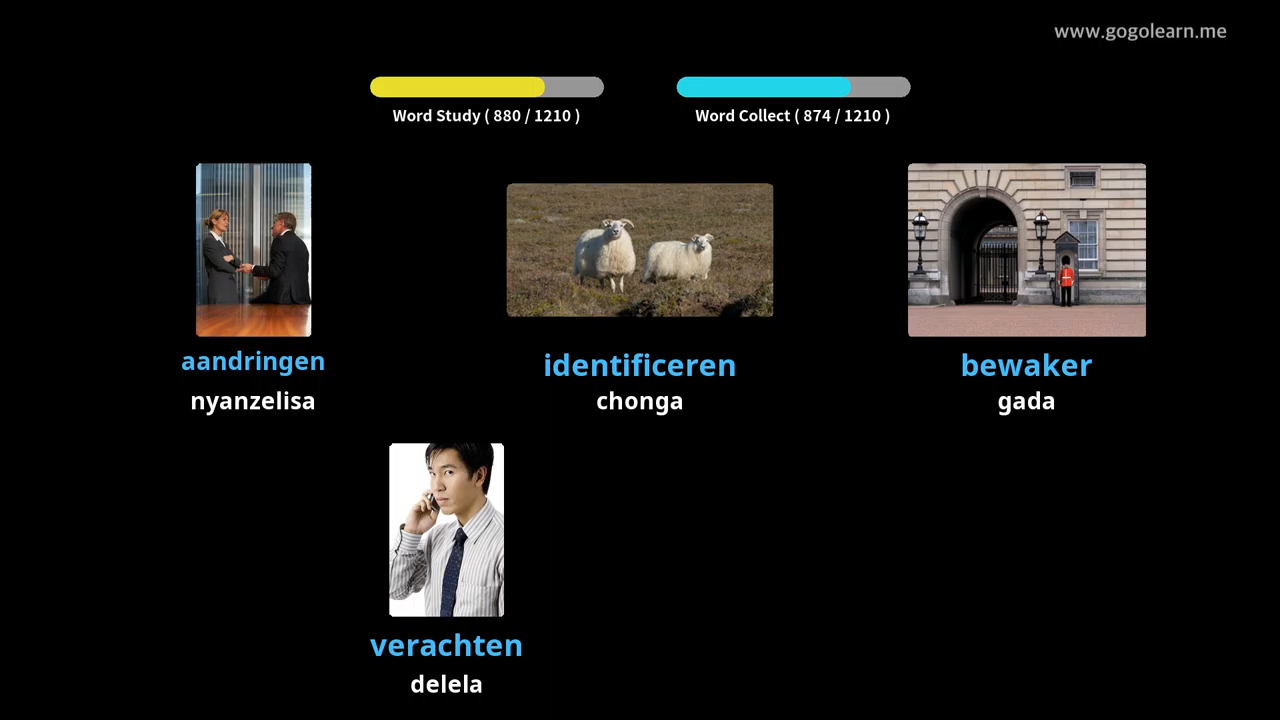 www.gogolearn.me
Word Study ( 880 / 1210 )
Word Collect ( 874 / 1210 )
aandringen
nyanzelisa
identificeren
chonga
bewaker
gada
verachten
delela